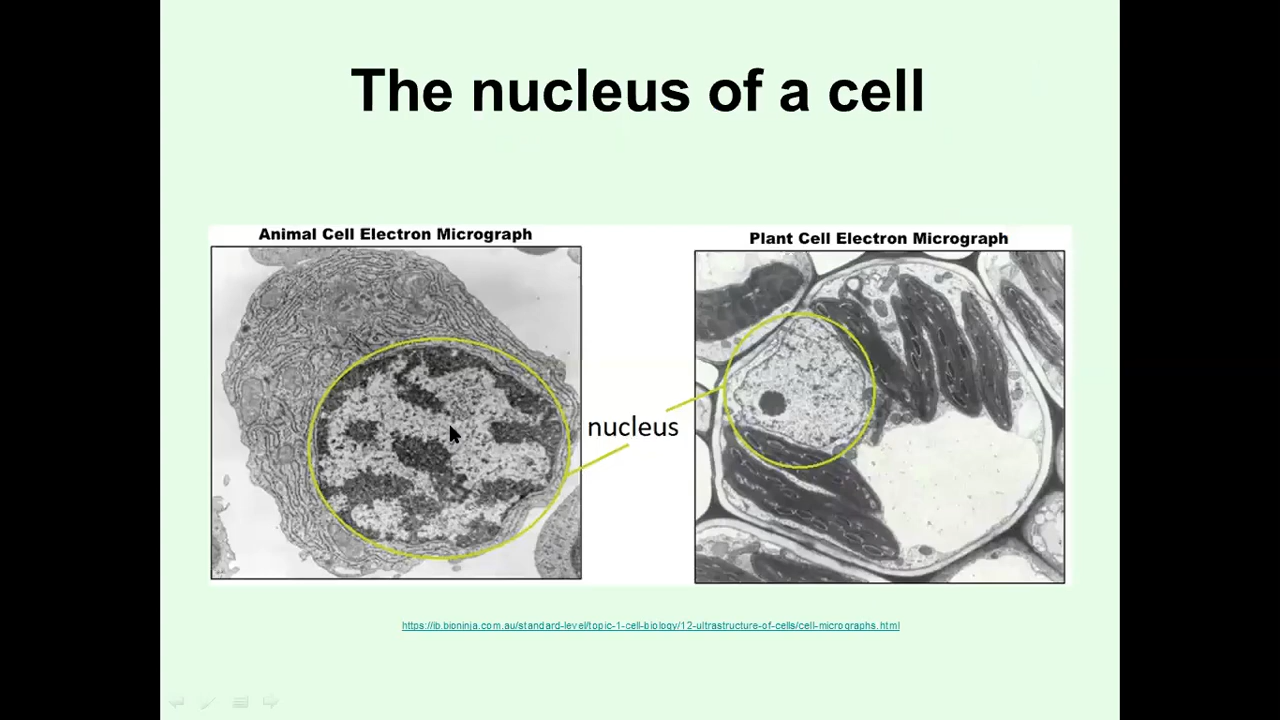 The nucleus of a cell
Animal Cell Electron Micrograph
Plant Cell Electron Micrograph
nucleus
https://ib.bioninja.com.au/standard-level/topic-1-cell-biology/12-ultrastructure-of-cells/cell-micrographs.html